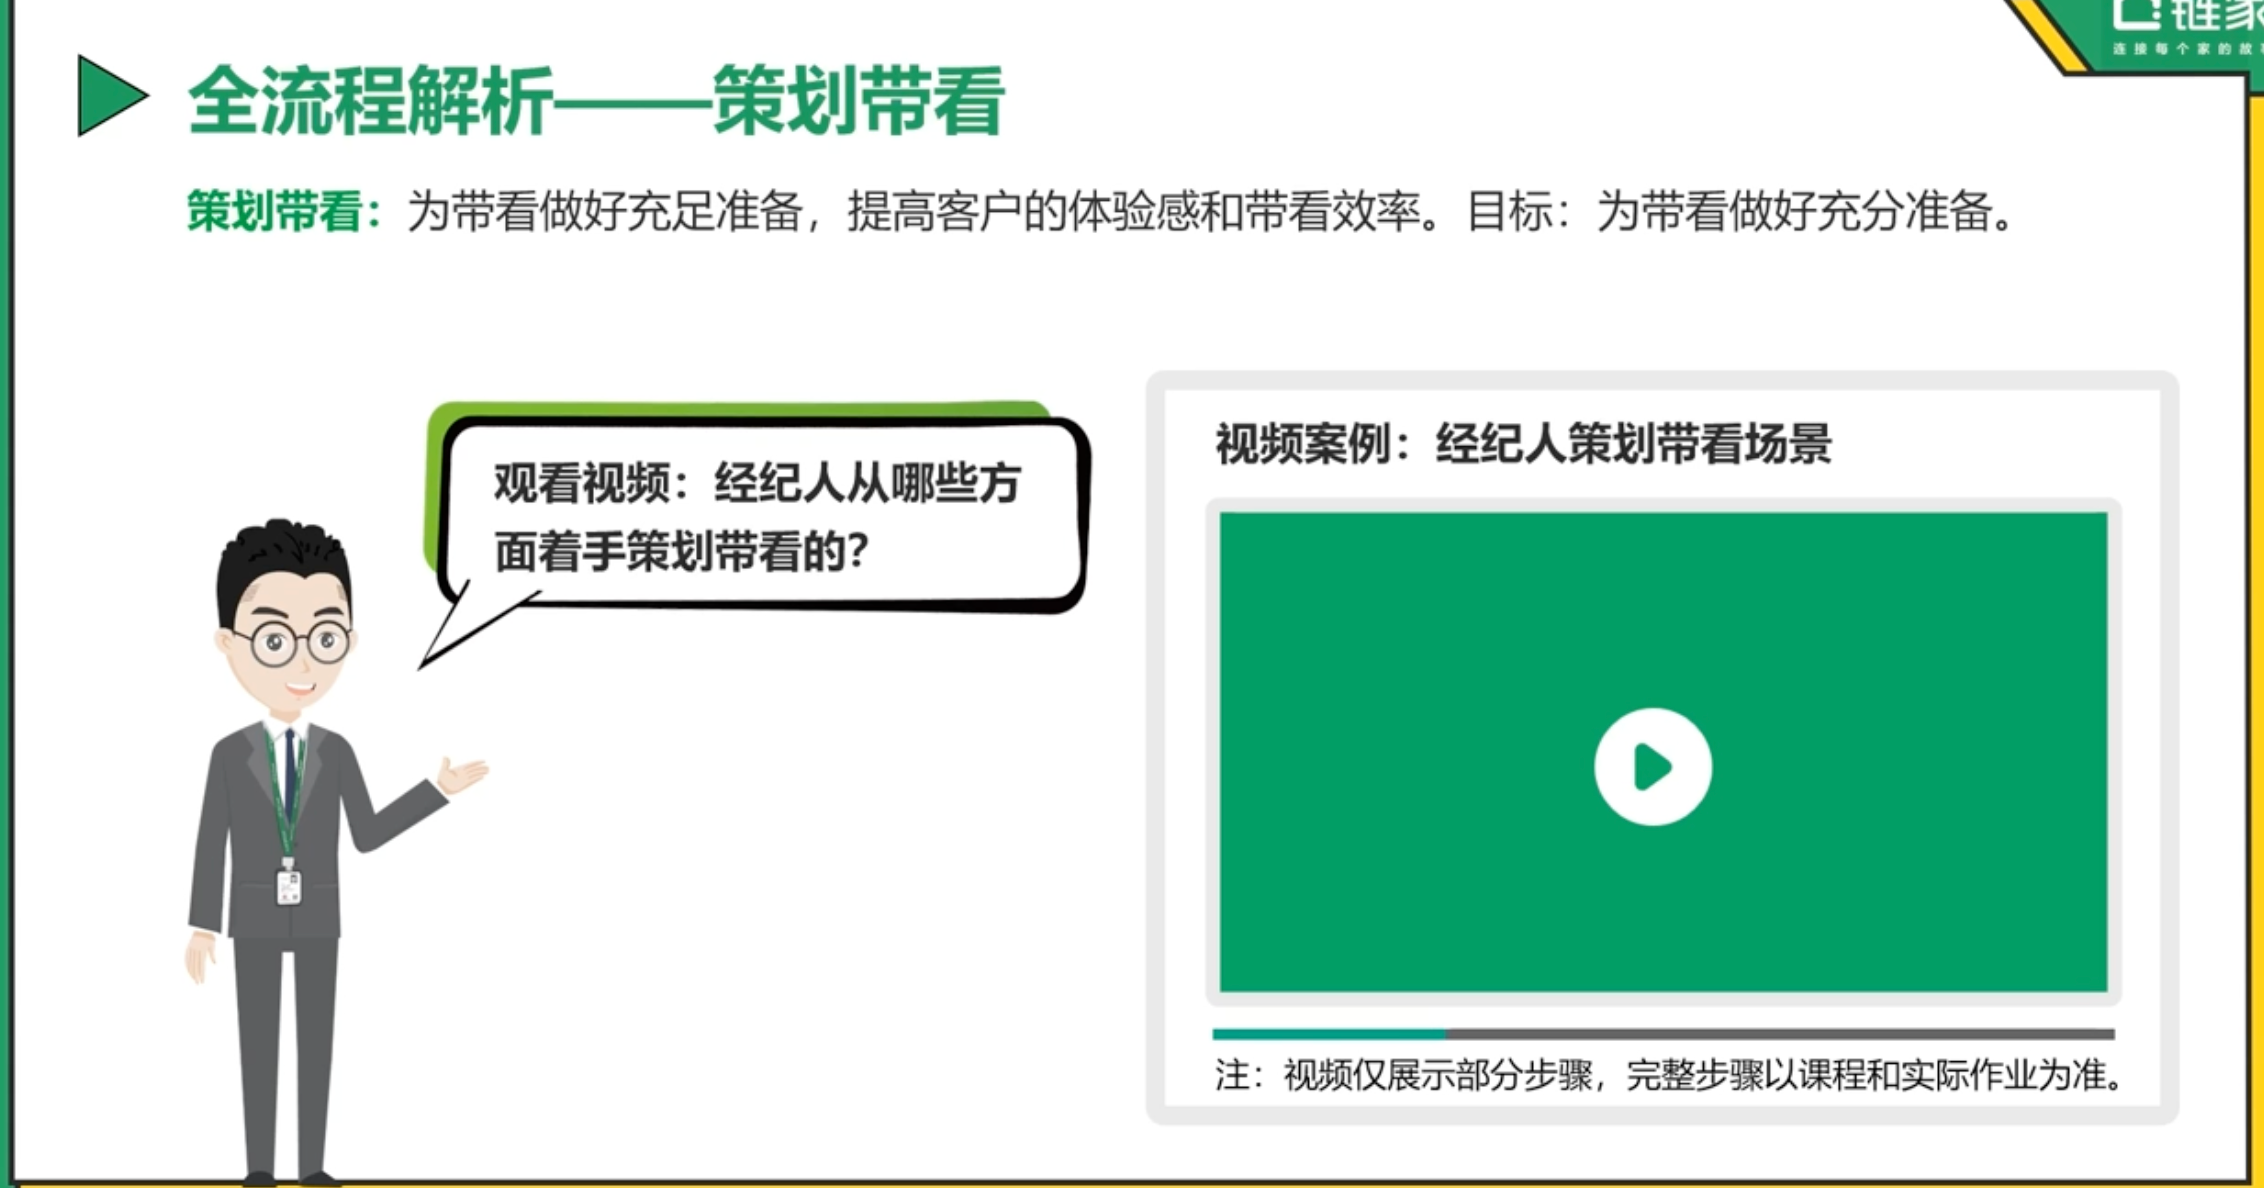 链家
连接每个家的故
全流程解析——策划带看
策划带看：为带看做好充足准备，提高客户的体验感和带看效率。目标：为带看做好充分准备。
观看视频：经纪人从哪些方
面着手策划带看的？
视频案例：经纪人策划带看场景
注：视频仅展示部分步骤，完整步骤以课程和实际作业为准。